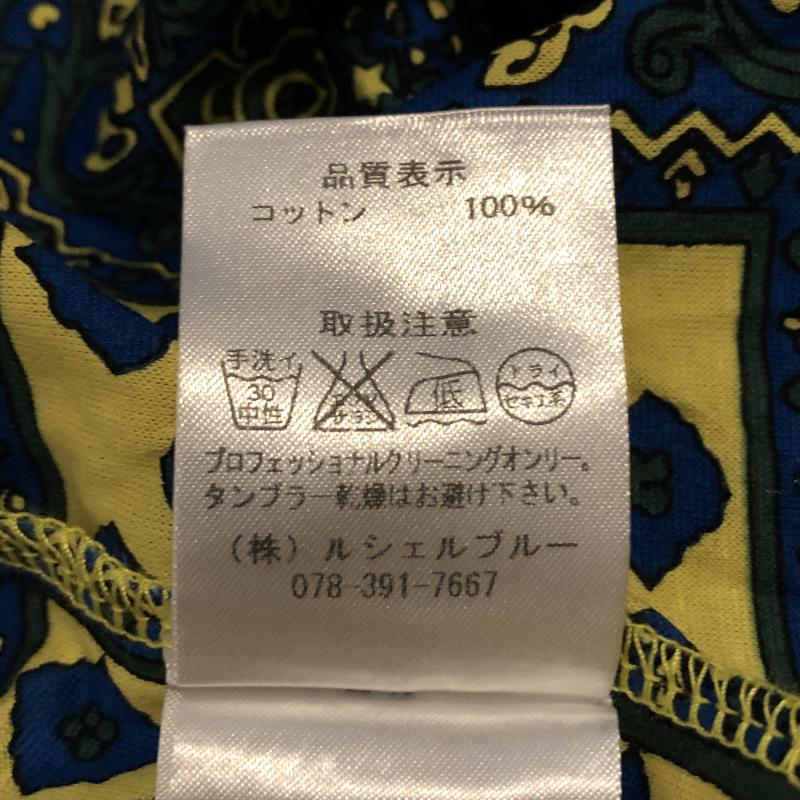 品質表示
コットン 100%
取扱注意
手洗イ
30
中性
エンソ
サラシ
低
ドライ
セキユ系
プロフェッショナルクリーニングオンリー。
タンブラー乾燥はお避け下さい。
(株)ルシェルブルー
078-391-7667